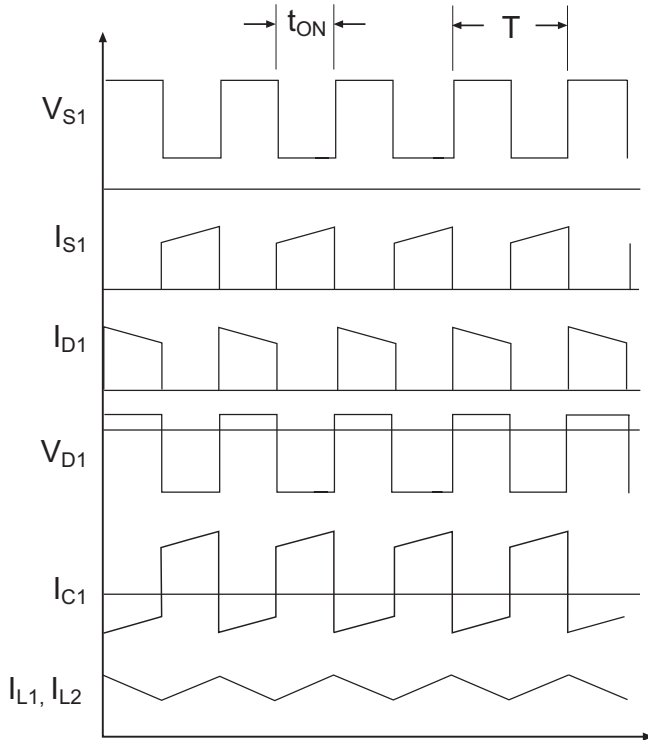 tON
T
VS1
IS1
ID1
VD1
IC1
IL1, IL2